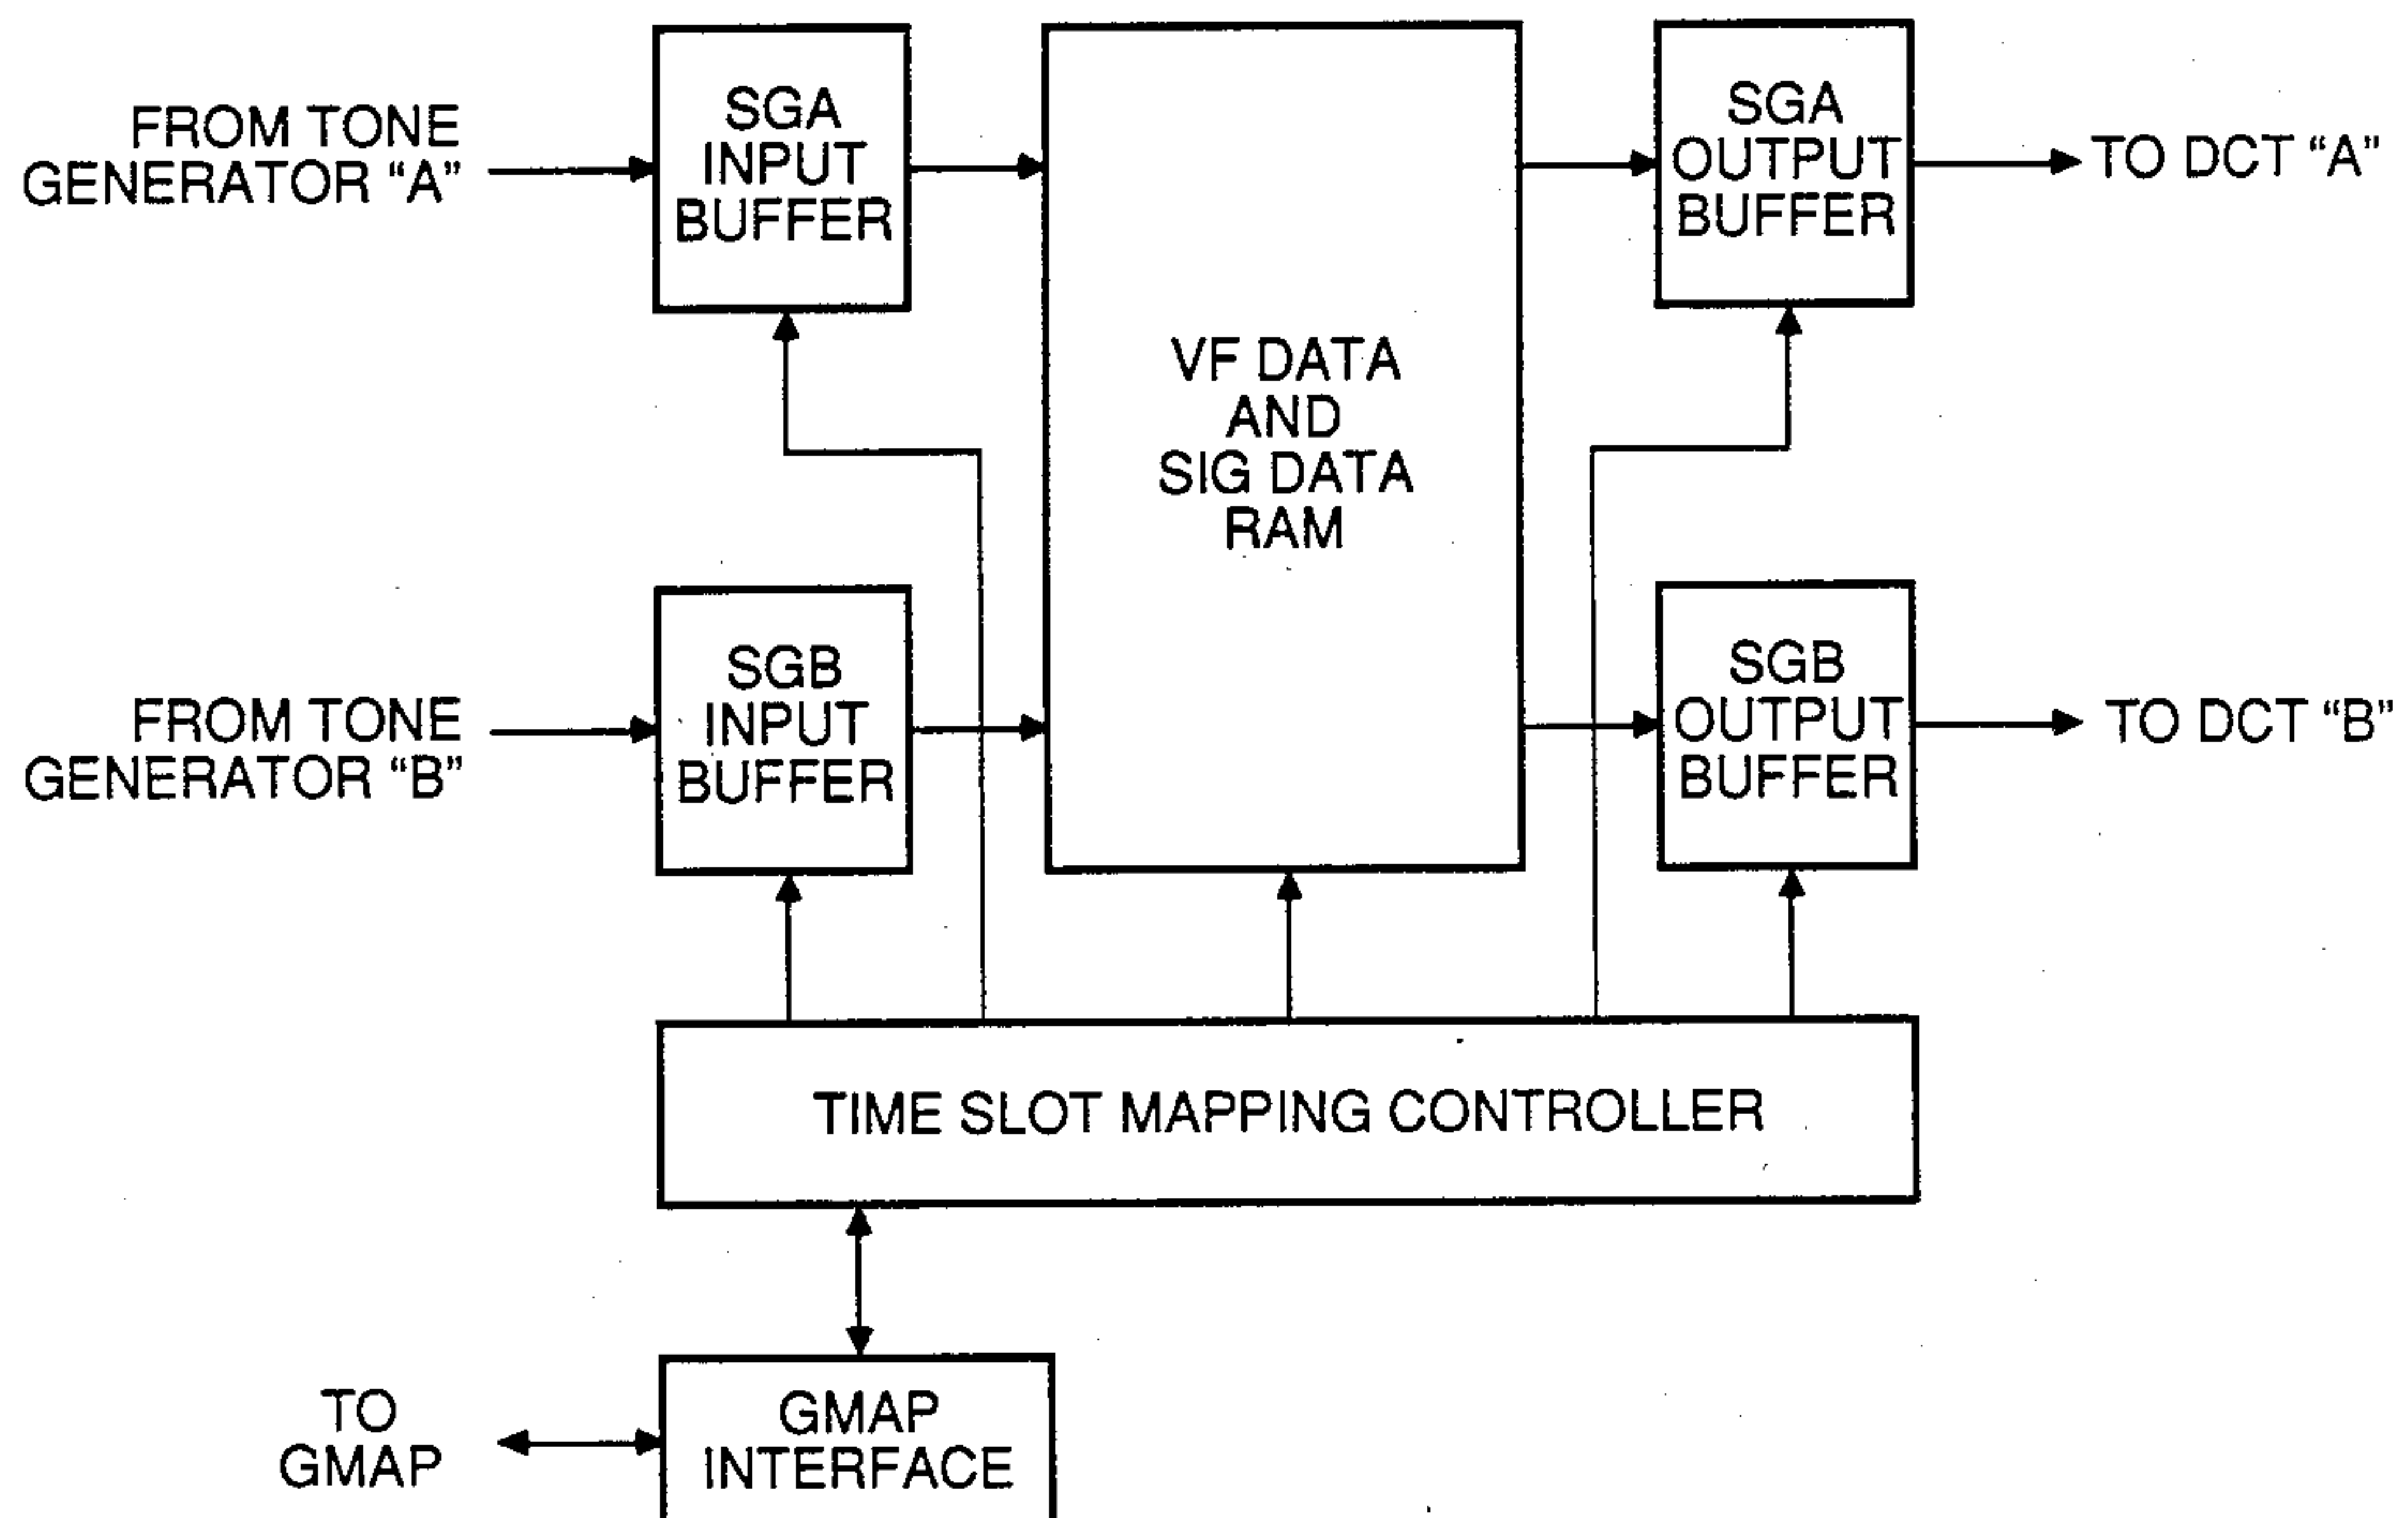 FROM TONE
GENERATOR “A”
SGA
INPUT
BUFFER
VF DATA
AND
SIG DATA
RAM
SGA
OUTPUT
BUFFER
TO DCT “A”
FROM TONE
GENERATOR “B”
SGB
INPUT
BUFFER
SGB
OUTPUT
BUFFER
TO DCT “B”
TIME SLOT MAPPING CONTROLLER
TO
GMAP
GMAP
INTERFACE